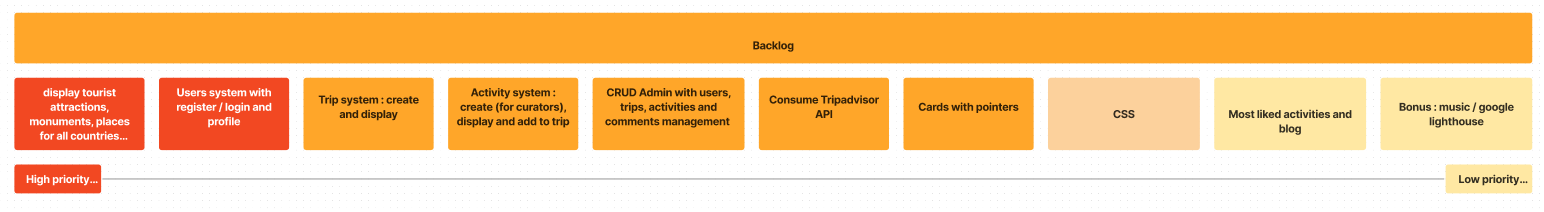 Backlog
display tourist
attractions,
monuments, places
for all countries...
Users system with
register / login and
profile
Trip system : create
and display
Activity system :
create (for curators),
display and add to trip
CRUD Admin with users,
trips, activities and
comments management
Consume Tripadvisor
API
Cards with pointers
CSS
Most liked activities and
blog
Bonus : music / google
lighthouse
High priority...
Low priority...